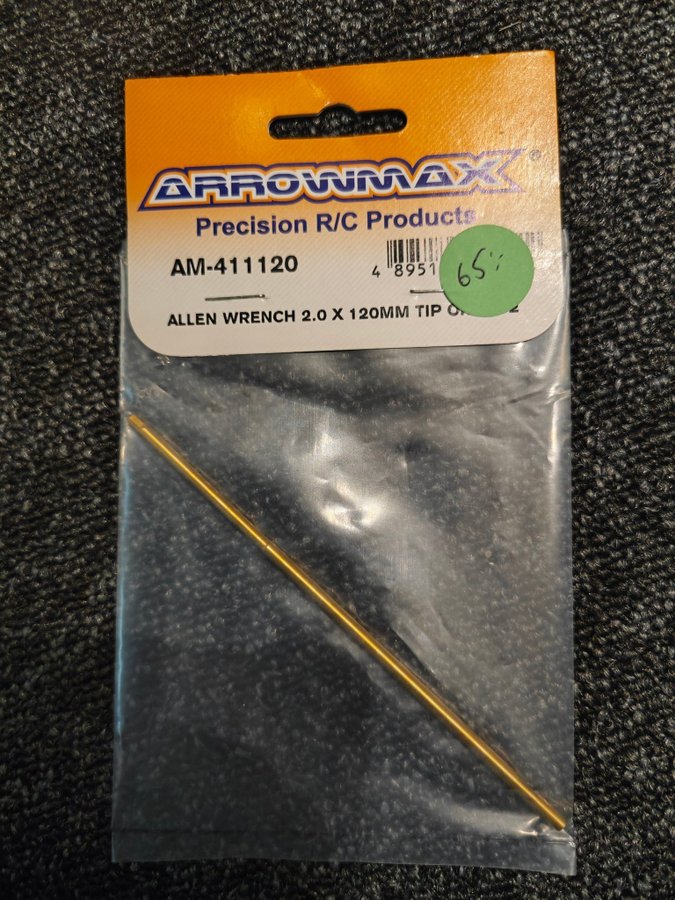 ARROWMAX®
Precision R/C Products
AM-411120
4 8951
65:-
ALLEN WRENCH 2.0 X 120MM TIP